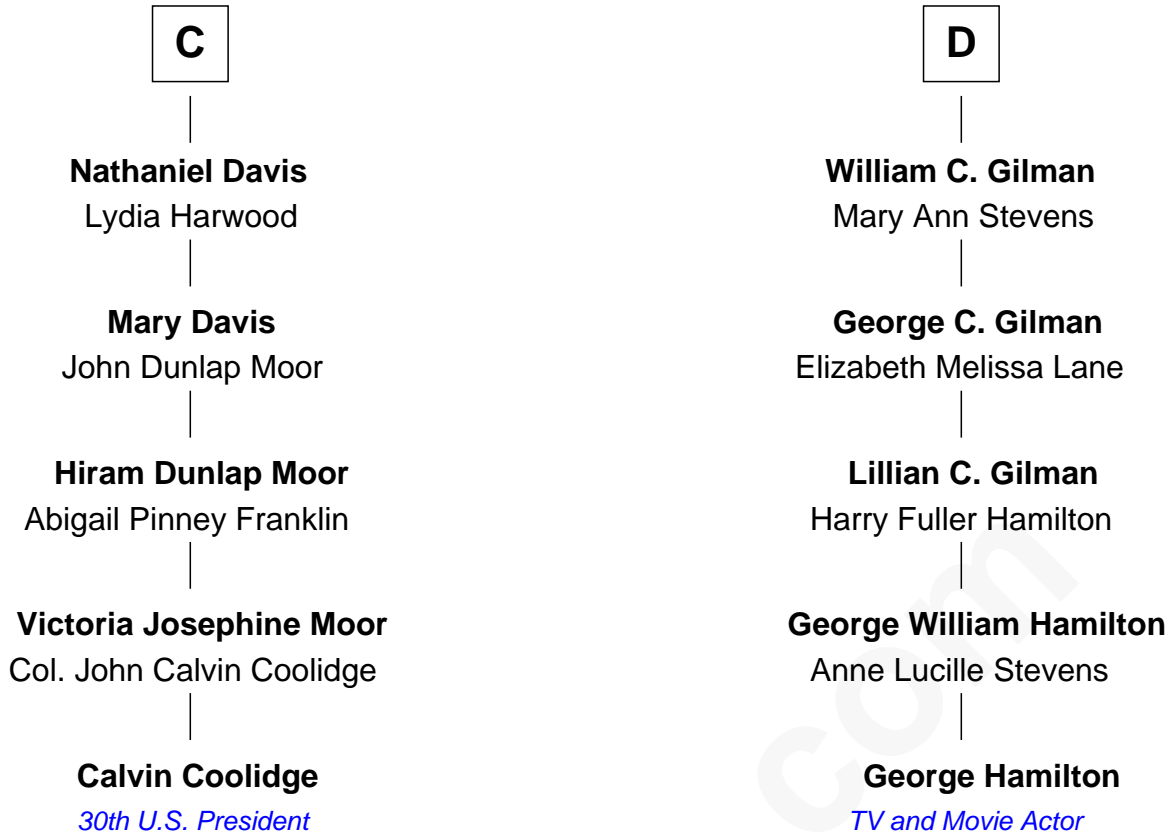 C
Nathaniel Davis
Lydia Harwood
Mary Davis
John Dunlap Moor
Hiram Dunlap Moor
Abigail Pinney Franklin
Victoria Josephine Moor
Col. John Calvin Coolidge
Calvin Coolidge
30th U.S. President
D
William C. Gilman
Mary Ann Stevens
George C. Gilman
Elizabeth Melissa Lane
Lillian C. Gilman
Harry Fuller Hamilton
George William Hamilton
Anne Lucille Stevens
George Hamilton
TV and Movie Actor
com